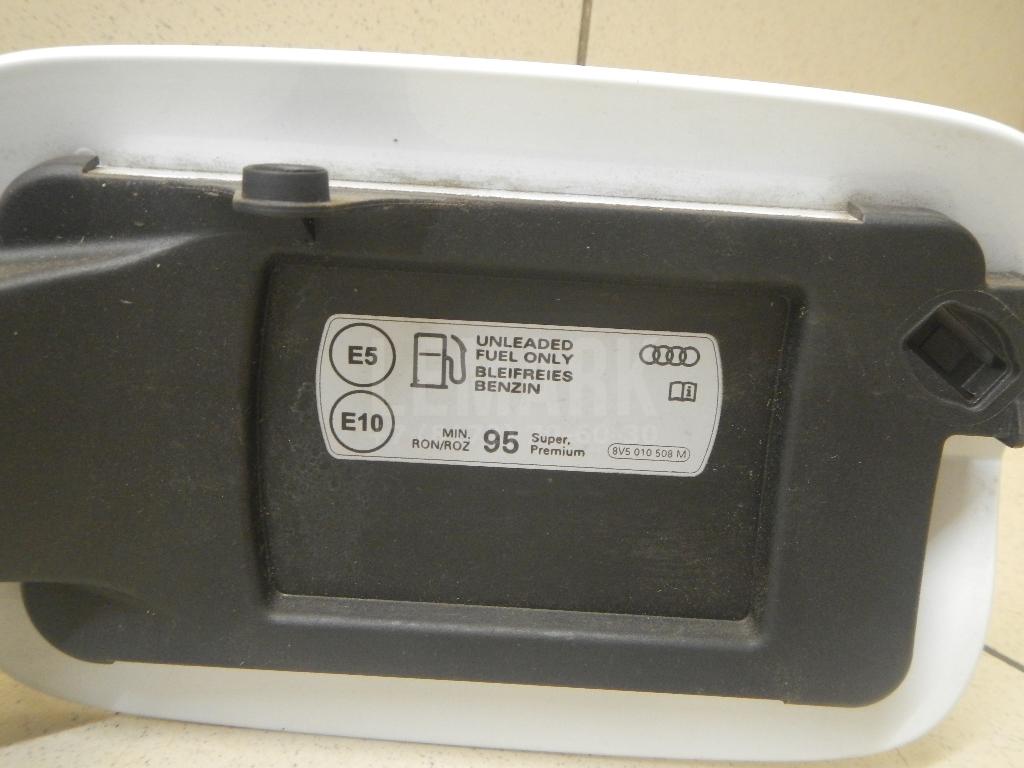 E5
UNLEADED
FUEL ONLY
BLEIFREIES
BENZIN
E10
MIN.
RON/ROZ
95
Super,
Premium
8V5 010 508 M